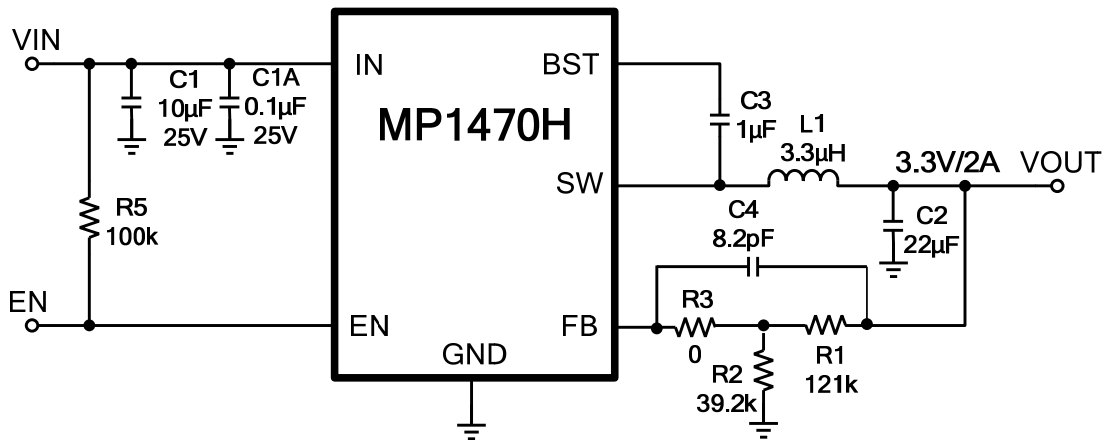 VIN
C1
10µF
25V
C1A
0.1µF
25V
IN
MP1470H
BST
C3
1µF
L1
3.3µH
3.3V/2A
VOUT
SW
R5
100k
C4
8.2pF
C2
22µF
EN
EN
FB
GND
R3
0
R2
39.2k
R1
121k